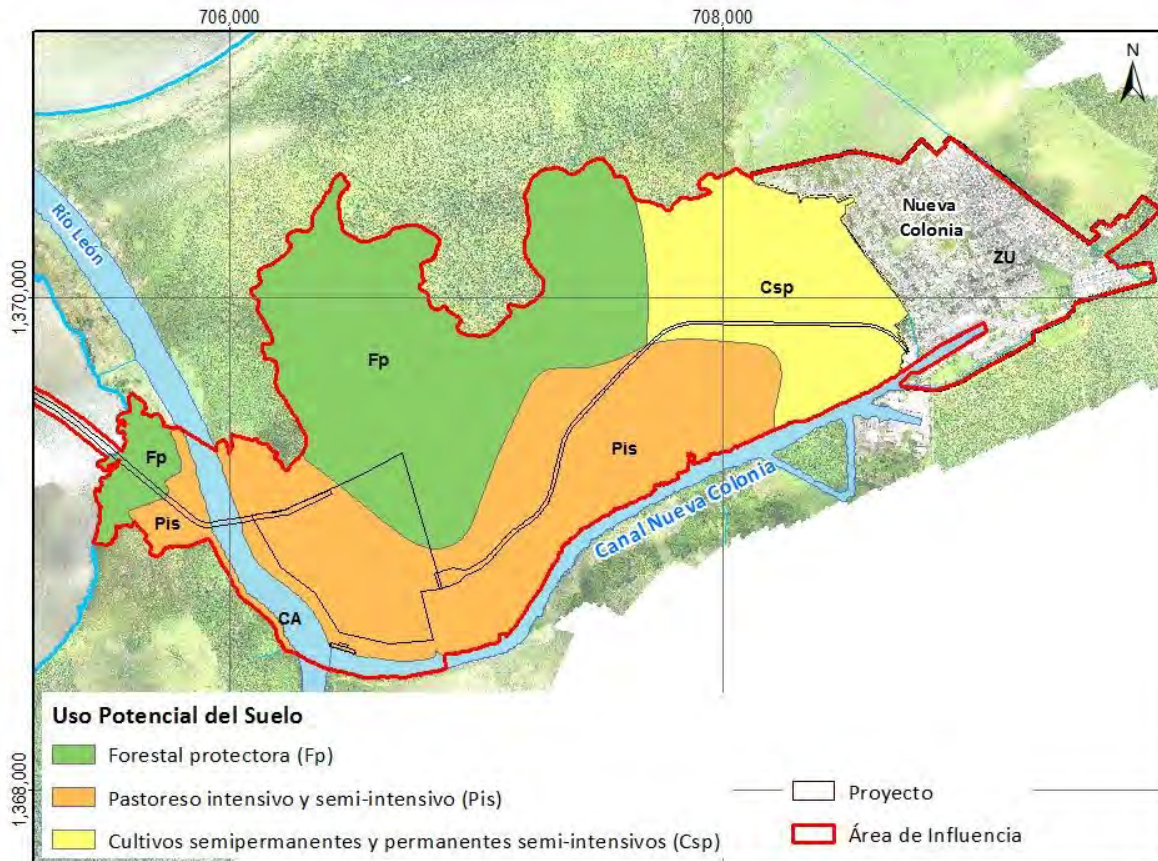 706,000
708,000
N
Nueva
Colonia
ZU
Río León
1,370,000
Csp
Fp
Fp
Pis
Pis
Canal Nueva Colonia
CA
Uso Potencial del Suelo
Forestal protectora (Fp)
Pastoreso intensivo y semi-intensivo (Pis)
Proyecto
1,368,000
Cultivos semipermanentes y permanentes semi-intensivos (Csp)
Área de Influencia